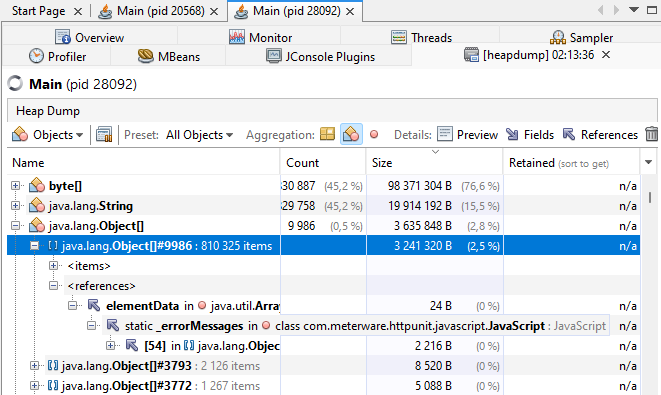 Start Page Main (pid 20568) Main (pid 28092)
Overview Monitor Threads Sampler
Profiler MBeans JConsole Plugins [heapdump] 02:13:36
Main (pid 28092)
Heap Dump
Objects Preset: All Objects Aggregation: Details: Preview Fields References
Name Count Size Retained (sort to get)
byte[] 30 887 (45,2 %) 98 371 304 B (76,6 %) n/a
java.lang.String 29 758 (45,2 %) 19 914 192 B (15,5 %) n/a
java.lang.Object[] 9 986 (0,5 %) 3 635 848 B (2,8 %) n/a
java.lang.Object[]#9986 : 810 325 items 3 241 320 B (2,5 %) n/a
<items>
<references>
elementData in java.util.Arra 24 B (0 %) n/a
static _errorMessages in class com.meterware.httpunit.javascript.JavaScript : JavaScript n/a
[54] in java.lang.Objec 2 216 B (0 %) n/a
java.lang.Object[]#3793 : 2 126 items 8 520 B (0 %) n/a
java.lang.Object[]#3772 : 1 267 items 5 088 B (0 %) n/a